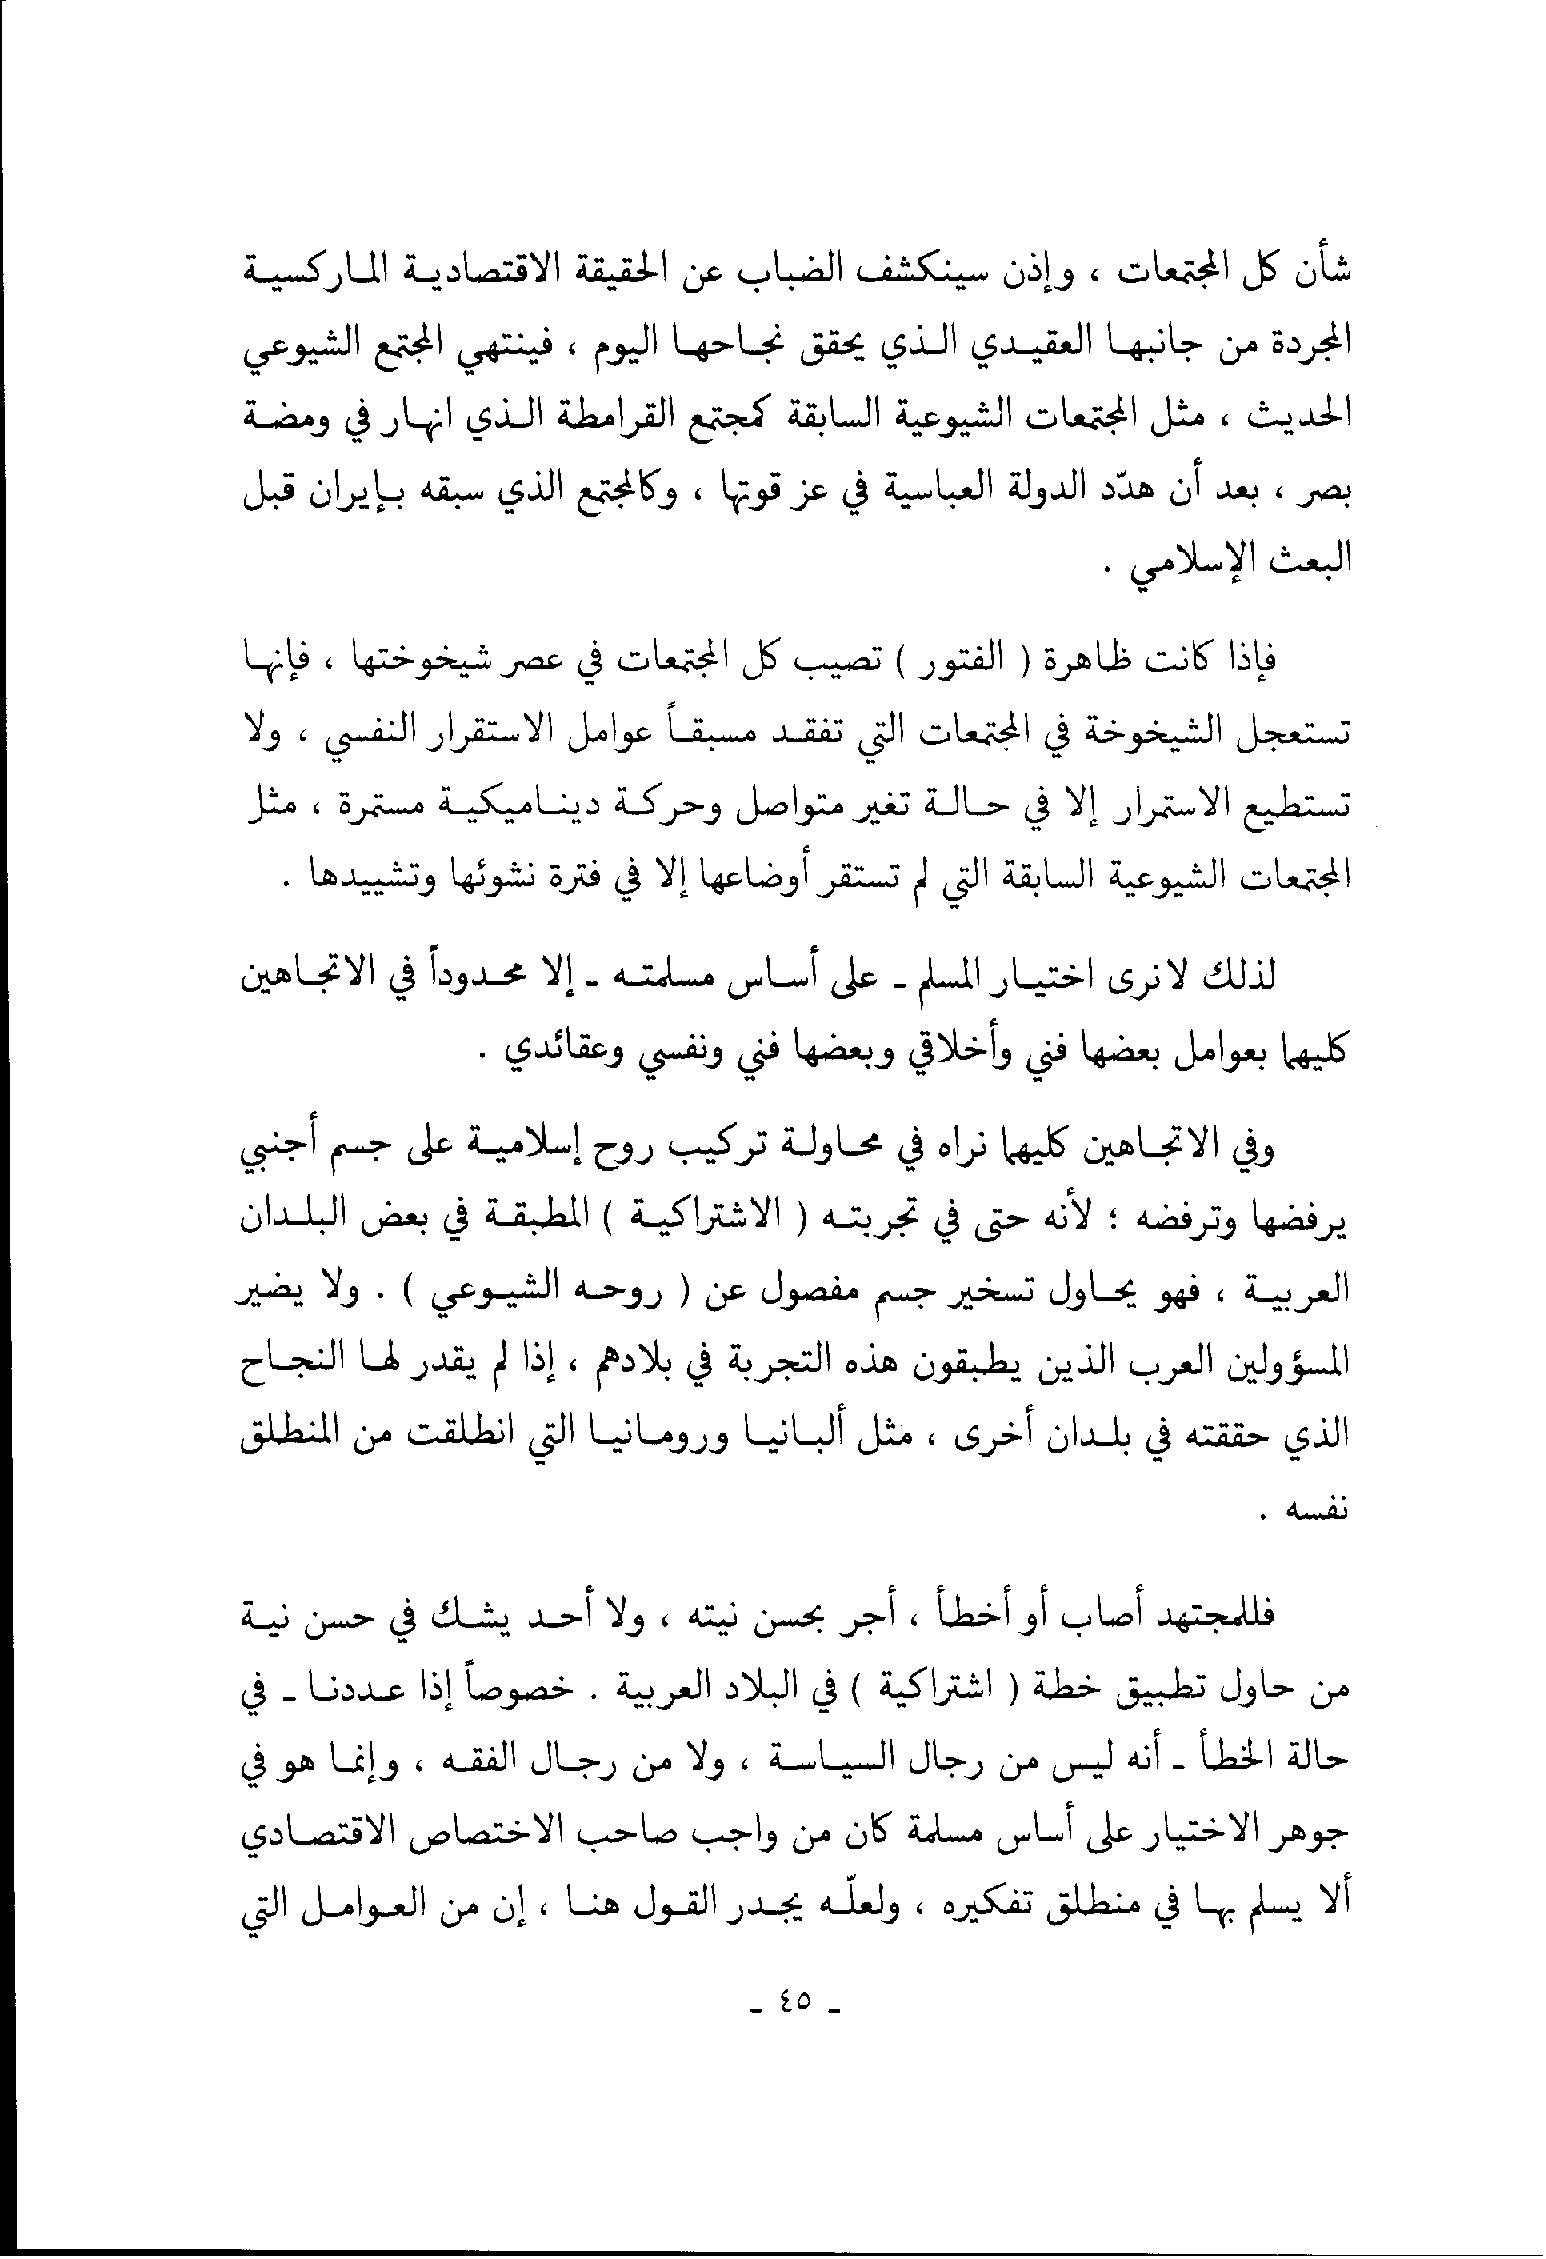 شأن كل المجتمعات ، وإذن سينكشف الضباب عن الحقيقة الاقتصادية الماركسية
المجردة من جانبها العقيدي الذي يحقق نجاحها اليوم ، فينتهي المجتمع الشيوعي
الحديث ، مثل المجتمعات الشيوعية السابقة كمجتمع القرامطة الذي انهار في ومضة
بصر ، بعد أن هدّد الدولة العباسية في عز قوتها ، وكالمجتمع الذي سبقه بإيران قبل
البعث الإسلامي .
فإذا كانت ظاهرة ( الفتور ) تصيب كل المجتمعات في عصر شيخوختها ، فإنها
تستعجل الشيخوخة في المجتمعات التي تفقد مسبقاً عوامل الاستقرار النفسي ، ولا
تستطيع الاستمرار إلا في حالة تغير متواصل وحركة ديناميكية مستمرة ، مثل
المجتمعات الشيوعية السابقة التي لم تستقر أوضاعها إلا في فترة نشوئها وتشييدها .
لذلك لا نرى اختيار المسلم - على أساس مسلمته - إلا محدوداً في الاتجاهين
كليهما بعوامل بعضها فني وأخلاقي وبعضها فني ونفسي وعقائدي .
وفي الاتجاهين كليهما نراه في محاولة تركيب روح إسلامية على جسم أجنبي
يرفضها وترفضه ؛ لأنه حتى في تجربته ( الاشتراكية ) المطبقة في بعض البلدان
العربية ، فهو يحاول تسخير جسم مفصول عن ( روحه الشيوعي ) . ولا يضير
المسؤولين العرب الذين يطبقون هذه التجربة في بلادهم ، إذا لم يقدر لها النجاح
الذي حققته في بلدان أخرى ، مثل ألبانيا ورومانيا التي انطلقت من المنطلق
نفسه .
فللمجتهد أصاب أو أخطأ ، أجر بحسن نيته ، ولا أحد يشك في حسن نية
من حاول تطبيق خطة ( اشتراكية ) في البلاد العربية . خصوصاً إذا عددنا - في
حالة الخطأ - أنه ليس من رجال السياسة ، ولا من رجال الفقه ، وإنما هو في
جوهر الاختيار على أساس مسلمة كان من واجب صاحب الاختصاص الاقتصادي
ألا يسلم بها في منطلق تفكيره ، ولعلّه يجدر القول هنا ، إن من العوامل التي
- ٤٥ -